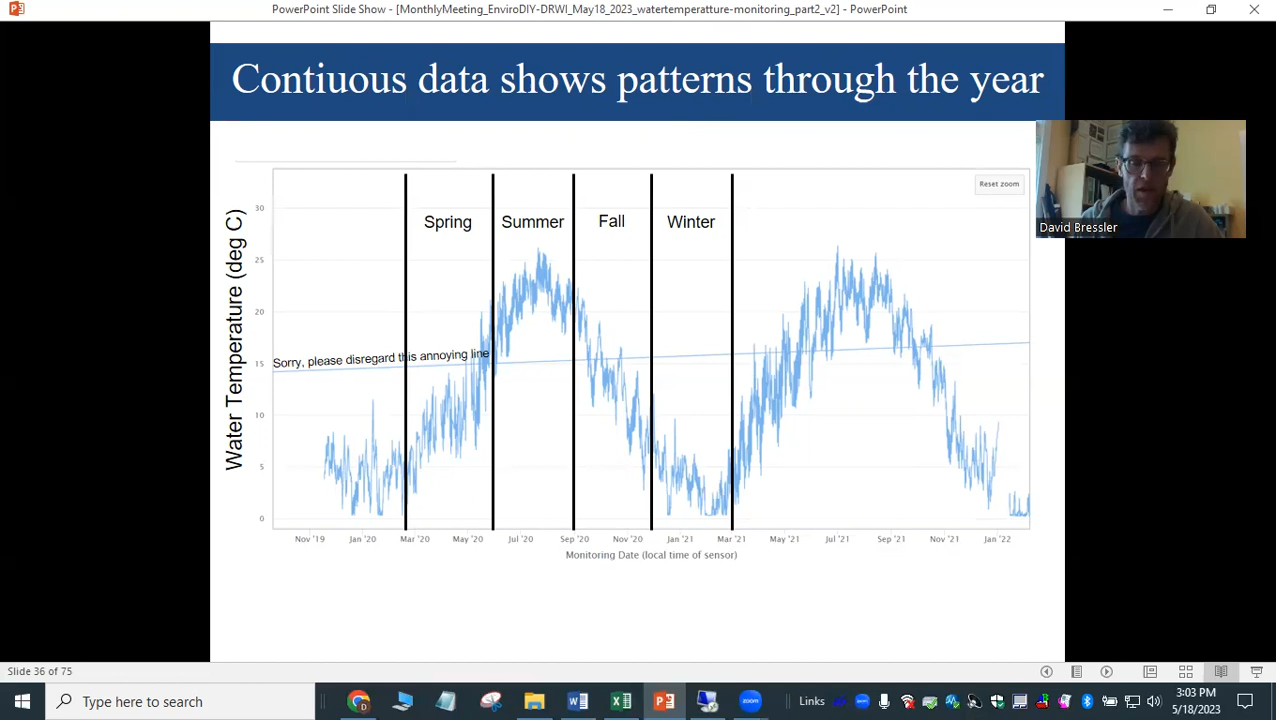 PowerPoint Slide Show - [MonthlyMeeting_EnviroDIY-DRWI_May18_2023_watertemperatture-monitoring_part2_v2] - PowerPoint
Contiuous data shows patterns through the year
David Bressler
Reset zoom
Spring Summer Fall Winter
Water Temperature (deg C)
30
25
20
15
10
5
0
Sorry, please disregard this annoying line
Nov '19 Jan '20 Mar '20 May '20 Jul '20 Sep '20 Nov '20 Jan '21 Mar '21 May '21 Jul '21 Sep '21 Nov '21 Jan '22
Monitoring Date (local time of sensor)
Slide 36 of 75
Type here to search
Links
zoom
3:03 PM
5/18/2023